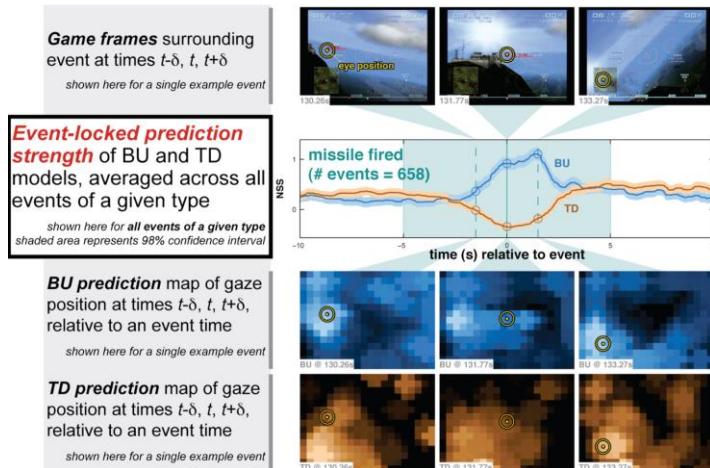 Game frames surrounding
event at times t-δ, t, t+δ
shown here for a single example event
eye position
130.26s
131.77s
133.27s
Event-locked prediction
strength of BU and TD
models, averaged across all
events of a given type
shown here for all events of a given type
shaded area represents 98% confidence interval
missile fired
(# events = 658)
BU
TD
NSS
1
0
-10
-5
0
5
time (s) relative to event
BU prediction map of gaze
position at times t-δ, t, t+δ,
relative to an event time
shown here for a single example event
BU @ 130.26s
BU @ 131.77s
BU @ 133.27s
TD prediction map of gaze
position at times t-δ, t, t+δ,
relative to an event time
shown here for a single example event
TD @ 130.26s
TD @ 131.77s
TD @ 133.27s